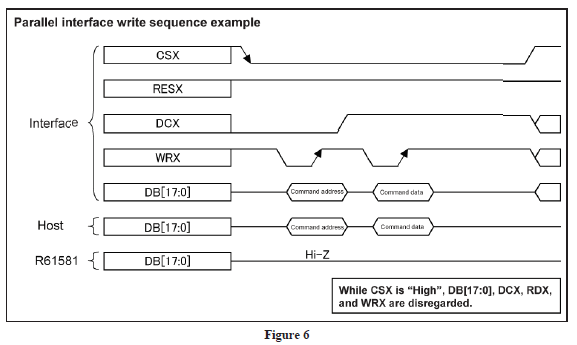 Parallel interface write sequence example
CSX
RESX
Interface
DCX
WRX
DB[17:0]
Command address
Command data
Host
DB[17:0]
Command address
Command data
Hi-Z
R61581
DB[17:0]
While CSX is “High”, DB[17:0], DCX, RDX,
and WRX are disregarded.
Figure 6